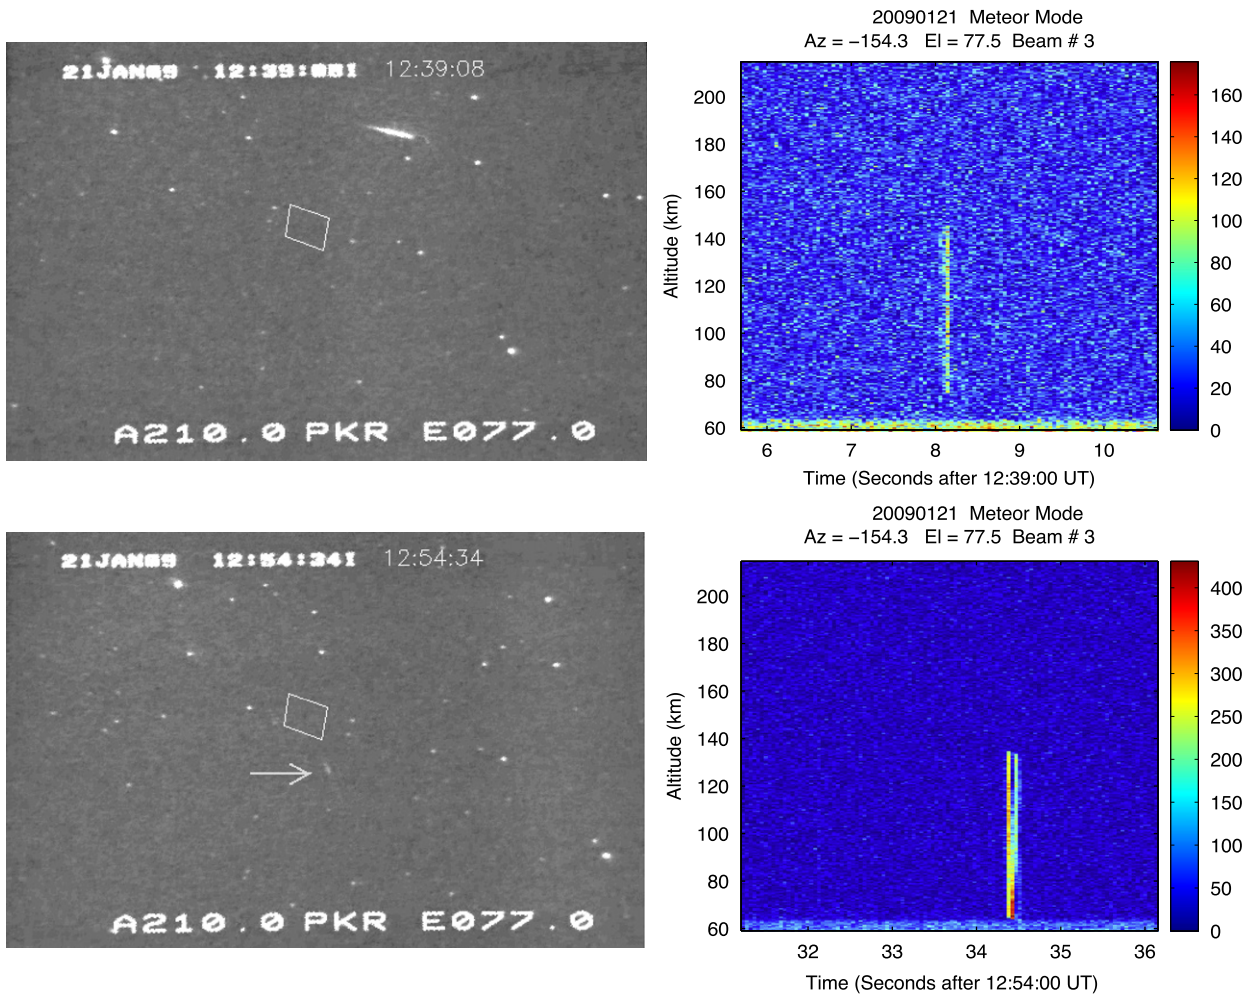 21JAN09 12:39:08I 12:39:08
A210.0 PKR E077.0
20090121 Meteor Mode
Az = −154.3 El = 77.5 Beam # 3
Altitude (km)
200
180
160
140
120
100
80
60
6 7 8 9 10
Time (Seconds after 12:39:00 UT)
160
140
120
100
80
60
40
20
0
21JAN09 12:54:34I 12:54:34
A210.0 PKR E077.0
20090121 Meteor Mode
Az = −154.3 El = 77.5 Beam # 3
Altitude (km)
200
180
160
140
120
100
80
60
32 33 34 35 36
Time (Seconds after 12:54:00 UT)
400
350
300
250
200
150
100
50
0